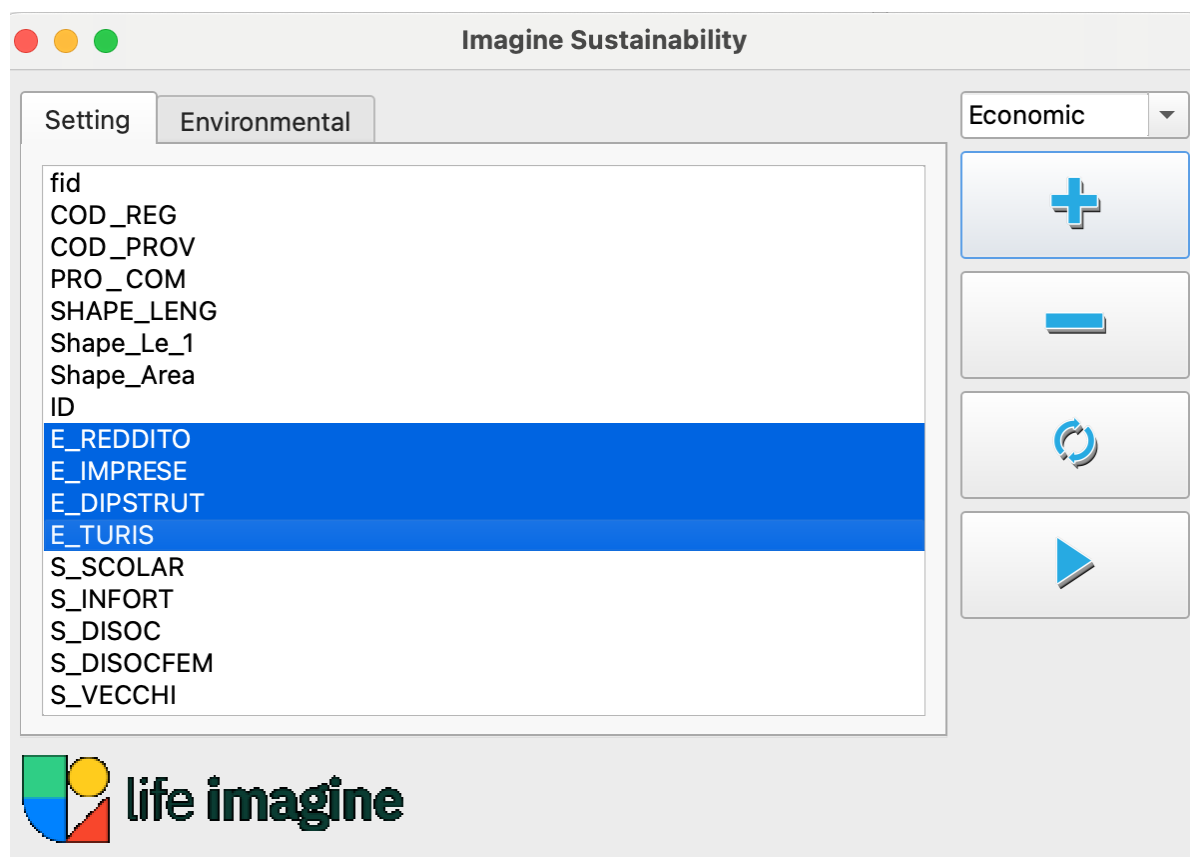 Imagine Sustainability
Setting
Environmental
Economic
fid
COD_REG
COD_PROV
PRO_COM
SHAPE_LENG
Shape_Le_1
Shape_Area
ID
E_REDDITO
E_IMPRESE
E_DIPSTRUT
E_TURIS
S_SCOLAR
S_INFORT
S_DISOC
S_DISOCFEM
S_VECCHI
life imagine